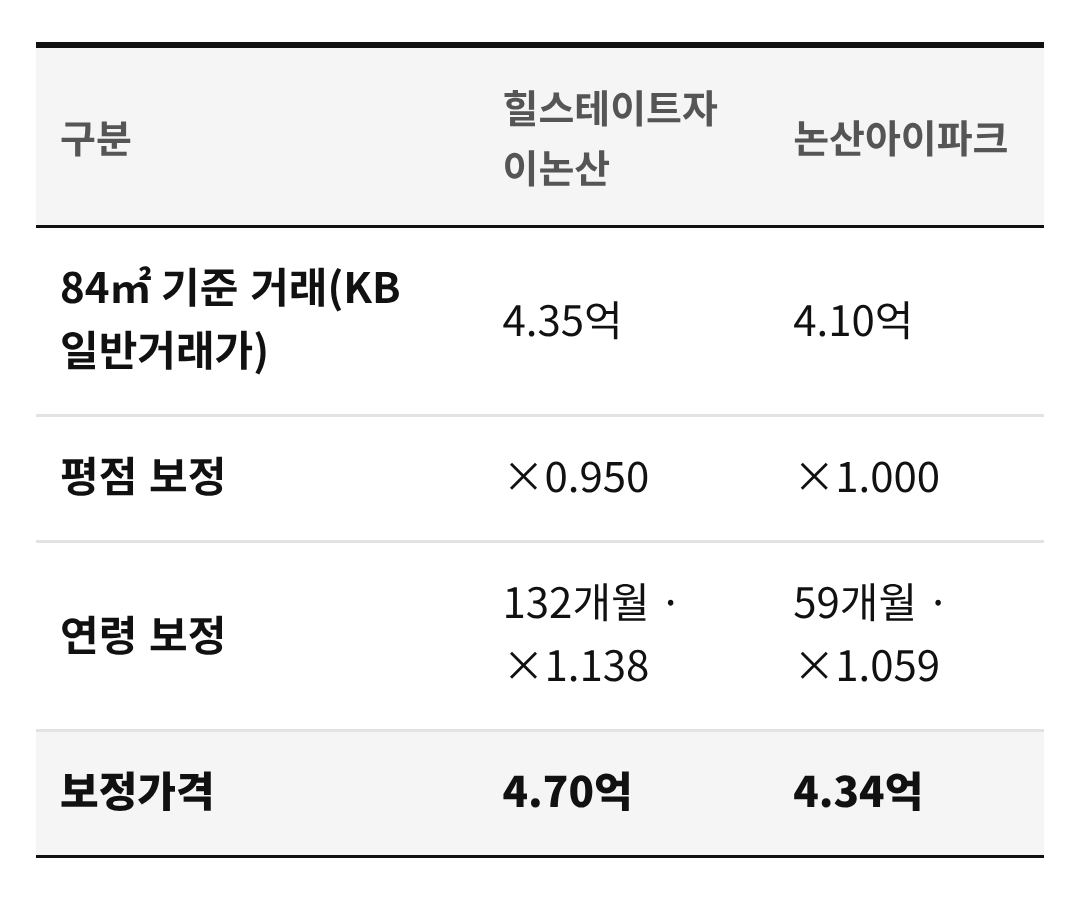 구분
힐스테이트자
이논산
논산아이파크
84㎡ 기준 거래(KB
일반거래가)
4.35억
4.10억
평점 보정
×0.950
×1.000
연령 보정
132개월 ·
×1.138
59개월 ·
×1.059
보정가격
4.70억
4.34억